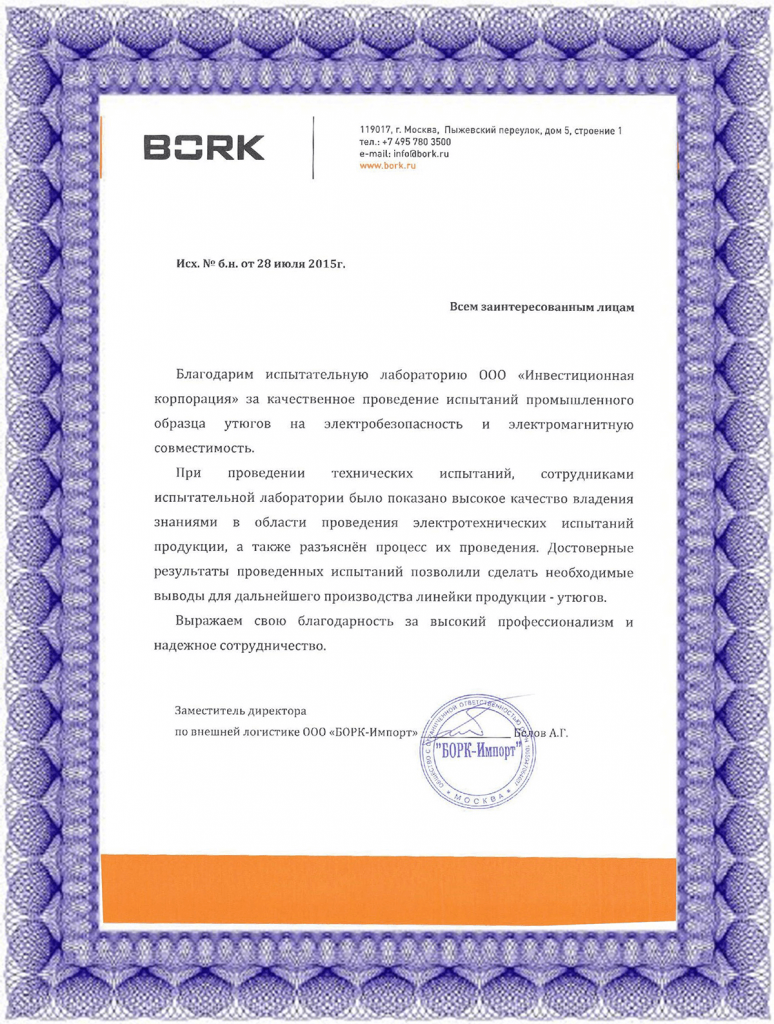 BORK
119017, г. Москва, Пыжевский переулок, дом 5, строение 1
тел.: +7 495 780 3500
e-mail: info@bork.ru
www.bork.ru
Исх. № б.н. от 28 июля 2015г.
Всем заинтересованным лицам
Благодарим испытательную лабораторию ООО «Инвестиционная
корпорация» за качественное проведение испытаний промышленного
образца утюгов на электробезопасность и электромагнитную
совместимость.
При проведении технических испытаний, сотрудниками
испытательной лаборатории было показано высокое качество владения
знаниями в области проведения электротехнических испытаний
продукции, а также разъяснён процесс их проведения. Достоверные
результаты проведенных испытаний позволили сделать необходимые
выводы для дальнейшего производства линейки продукции - утюгов.
Выражаем свою благодарность за высокий профессионализм и
надежное сотрудничество.
Заместитель директора
по внешней логистике ООО «БОРК-Импорт» Белов А.Г.
ОБЩЕСТВО С ОГРАНИЧЕННОЙ ОТВЕТСТВЕННОСТЬЮ
"БОРК-Импорт"
* МОСКВА *